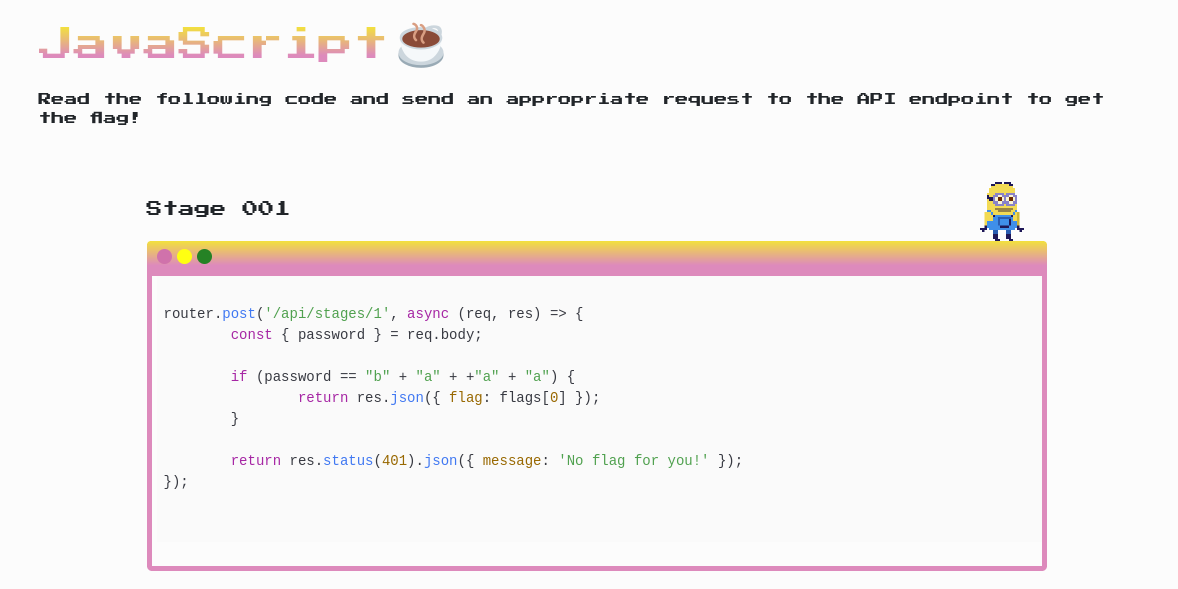 JavaScript
Read the following code and send an appropriate request to the API endpoint to get
the flag!
Stage 001
router.post('/api/stages/1', async (req, res) => {
const { password } = req.body;
if (password == "b" + "a" + +"a" + "a") {
return res.json({ flag: flags[0] });
}
return res.status(401).json({ message: 'No flag for you!' });
});